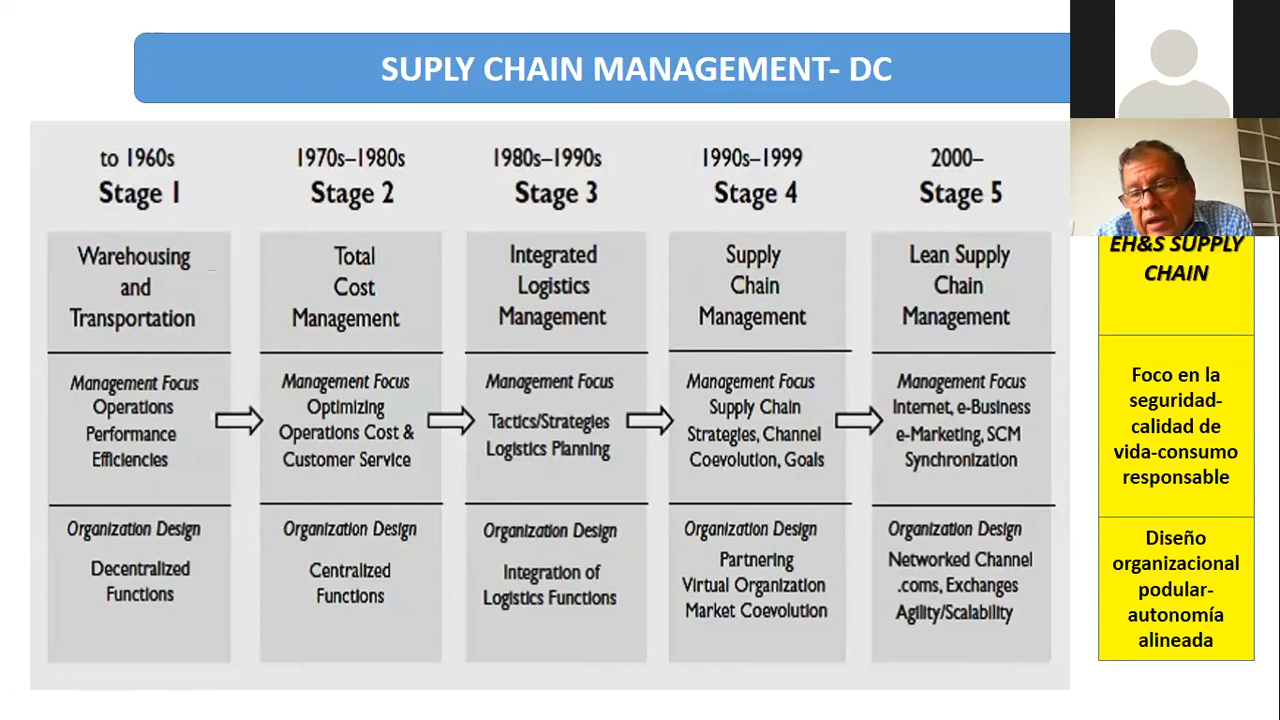 SUPLY CHAIN MANAGEMENT- DC
to 1960s
Stage 1
Warehousing
and
Transportation
Management Focus
Operations
Performance
Efficiencies
Organization Design
Decentralized
Functions
1970s–1980s
Stage 2
Total
Cost
Management
Management Focus
Optimizing
Operations Cost &
Customer Service
Organization Design
Centralized
Functions
1980s–1990s
Stage 3
Integrated
Logistics
Management
Management Focus
Tactics/Strategies
Logistics Planning
Organization Design
Integration of
Logistics Functions
1990s–1999
Stage 4
Supply
Chain
Management
Management Focus
Supply Chain
Strategies, Channel
Coevolution, Goals
Organization Design
Partnering
Virtual Organization
Market Coevolution
2000–
Stage 5
Lean Supply
Chain
Management
Management Focus
Internet, e-Business
e-Marketing, SCM
Synchronization
Organization Design
Networked Channel
.coms, Exchanges
Agility/Scalability
EH&S SUPPLY
CHAIN
Foco en la
seguridad-
calidad de
vida-consumo
responsable
Diseño
organizacional
podular-
autonomía
alineada